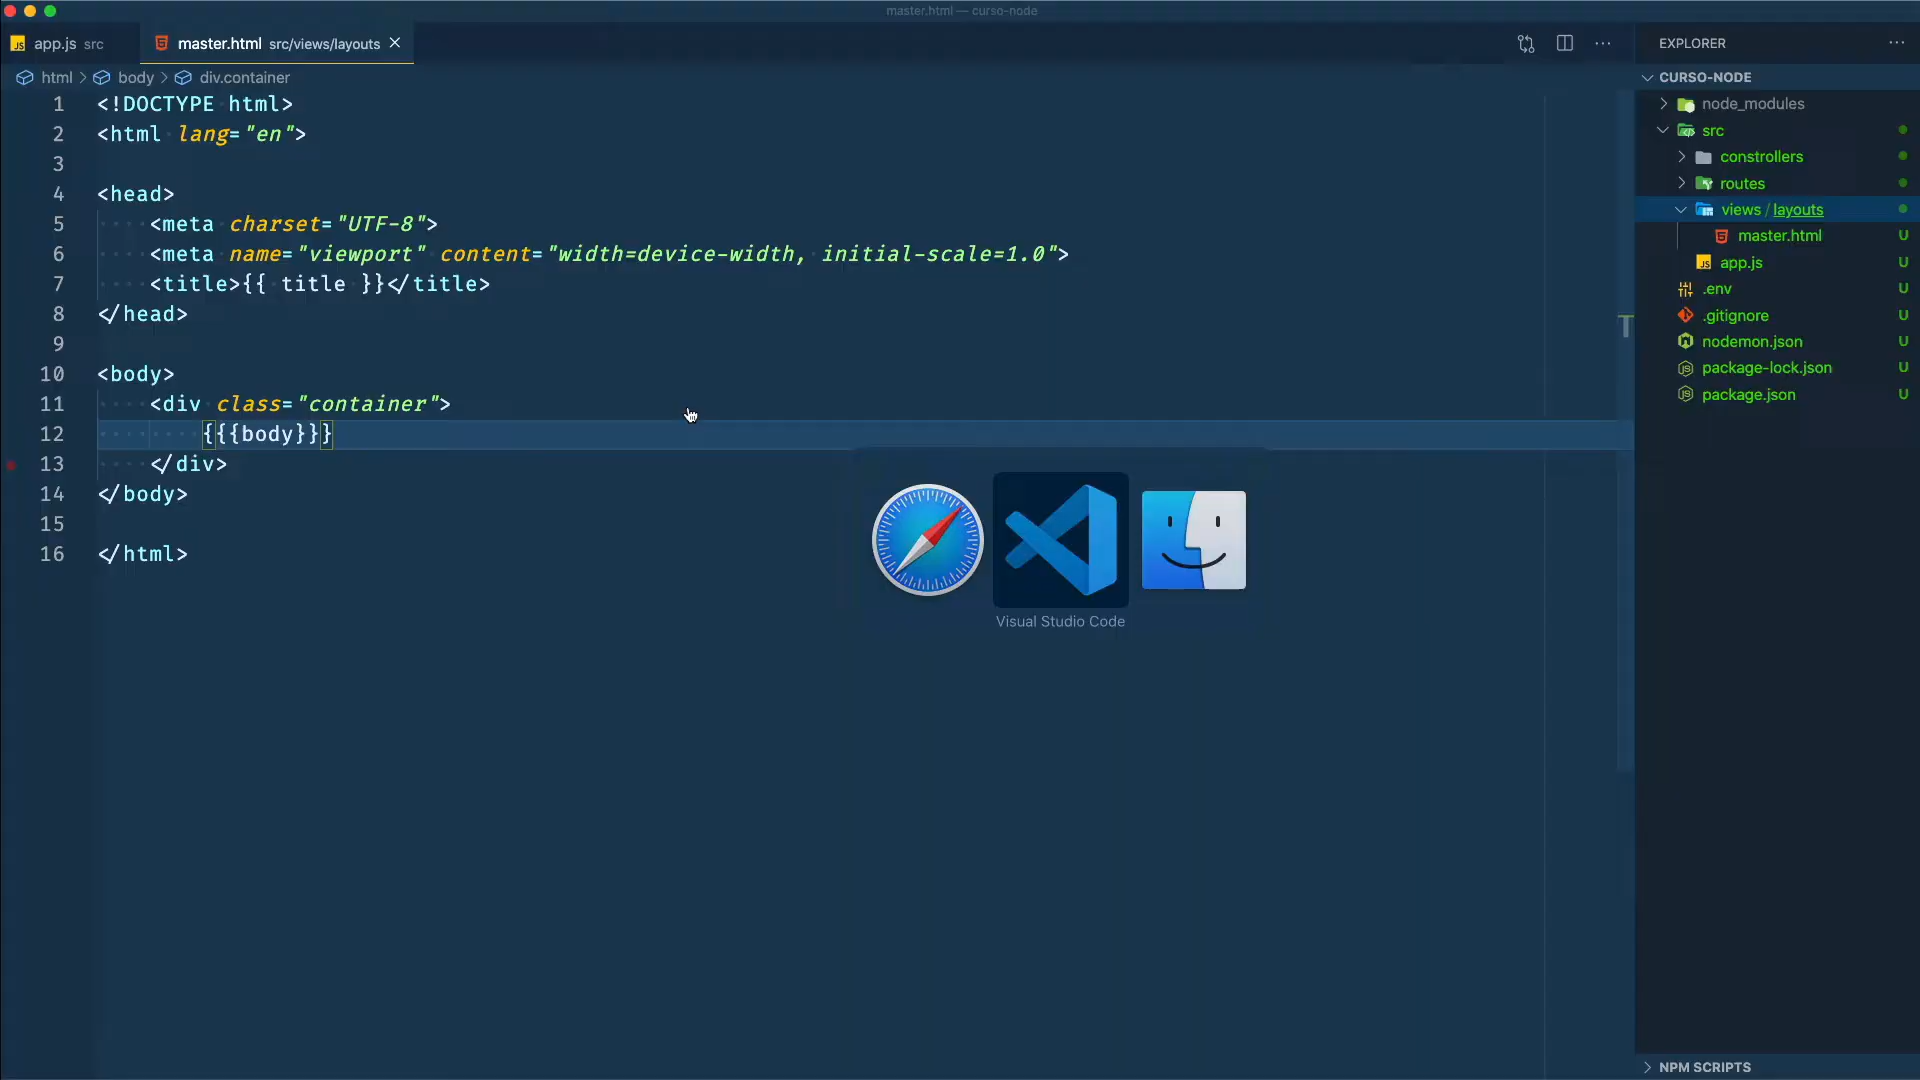 master.html — curso-node
app.js src
master.html src/views/layouts
html > body > div.container
1 <!DOCTYPE html>
2 <html lang="en">
3
4 <head>
5 <meta charset="UTF-8">
6 <meta name="viewport" content="width=device-width, initial-scale=1.0">
7 <title>{{ title }}</title>
8 </head>
9
10 <body>
11 <div class="container">
12 {{{body}}}
13 </div>
14 </body>
15
16 </html>
Visual Studio Code
EXPLORER
CURSO-NODE
node_modules
src
constrollers
routes
views / layouts
master.html U
app.js U
.env U
.gitignore U
nodemon.json U
package-lock.json U
package.json U
NPM SCRIPTS